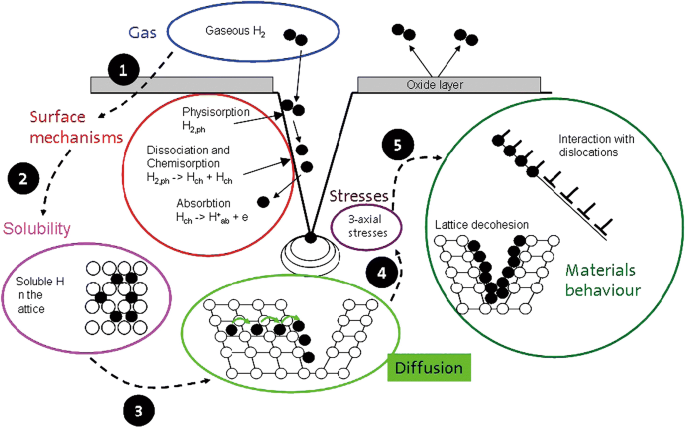 Gas
Gaseous H2
1
Oxide layer
Surface
mechanisms
Physisorption
H2,ph
Dissociation and
Chemisorption
H2,ph -> Hch + Hch
Absorbtion
Hch -> H+ab + e
2
Solubility
Soluble H
n the
attice
3
Diffusion
4
Stresses
3-axial
stresses
5
Interaction with
dislocations
Lattice decohesion
Materials
behaviour